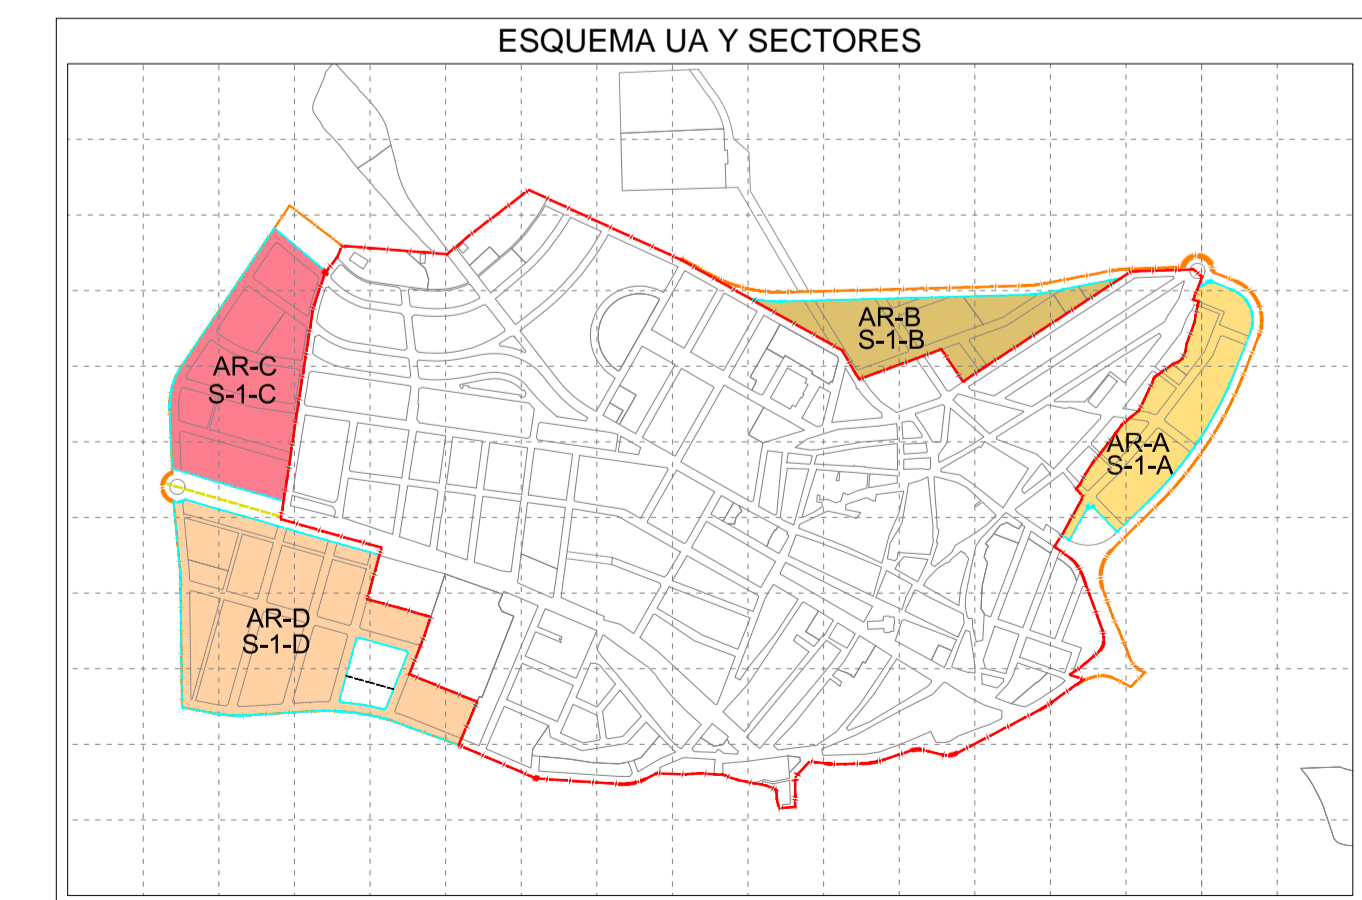 ESQUEMA UA Y SECTORES
AR-B
S-1-B
AR-C
S-1-C
AR-A
S-1-A
AR-D
S-1-D